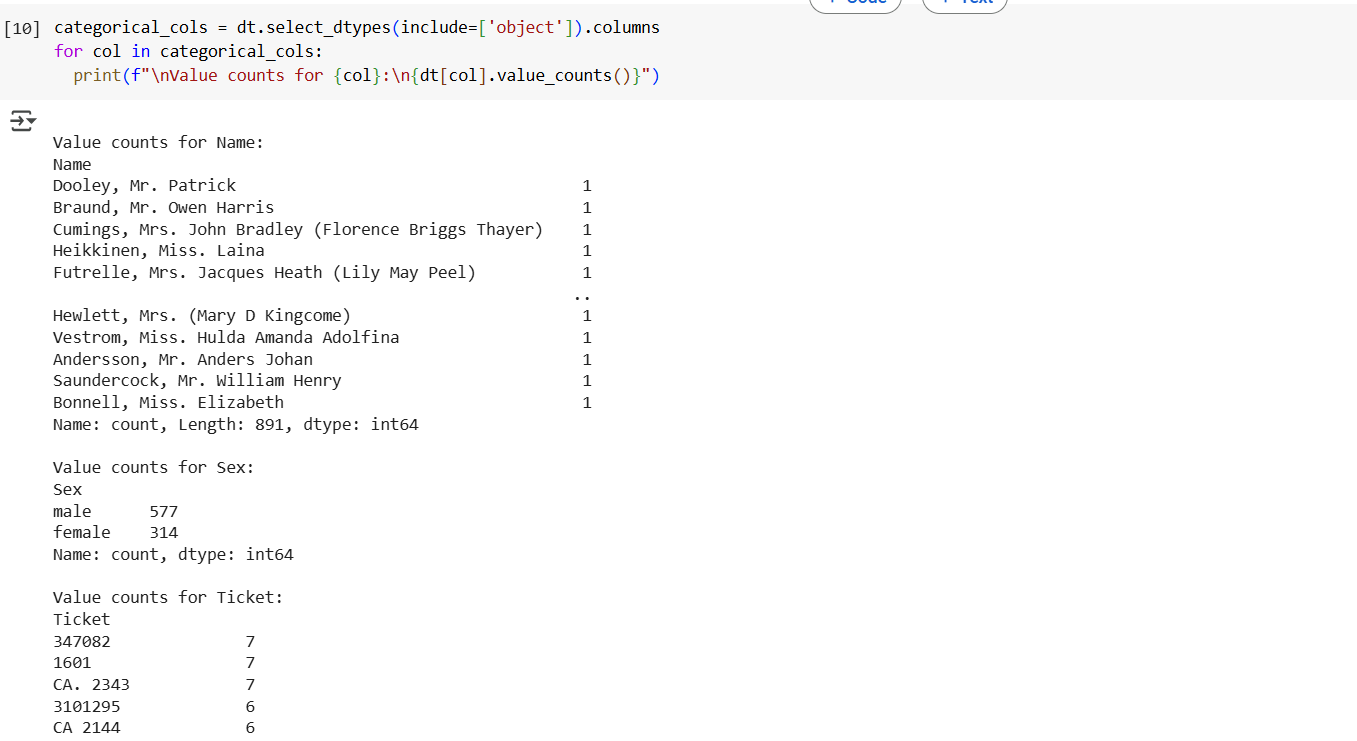 + Code + Text
[10] categorical_cols = dt.select_dtypes(include=['object']).columns
for col in categorical_cols:
print(f"\nValue counts for {col}:\n{dt[col].value_counts()}")
Value counts for Name:
Name
Dooley, Mr. Patrick 1
Braund, Mr. Owen Harris 1
Cumings, Mrs. John Bradley (Florence Briggs Thayer) 1
Heikkinen, Miss. Laina 1
Futrelle, Mrs. Jacques Heath (Lily May Peel) 1
..
Hewlett, Mrs. (Mary D Kingcome) 1
Vestrom, Miss. Hulda Amanda Adolfina 1
Andersson, Mr. Anders Johan 1
Saundercock, Mr. William Henry 1
Bonnell, Miss. Elizabeth 1
Name: count, Length: 891, dtype: int64
Value counts for Sex:
Sex
male 577
female 314
Name: count, dtype: int64
Value counts for Ticket:
Ticket
347082 7
1601 7
CA. 2343 7
3101295 6
CA 2144 6